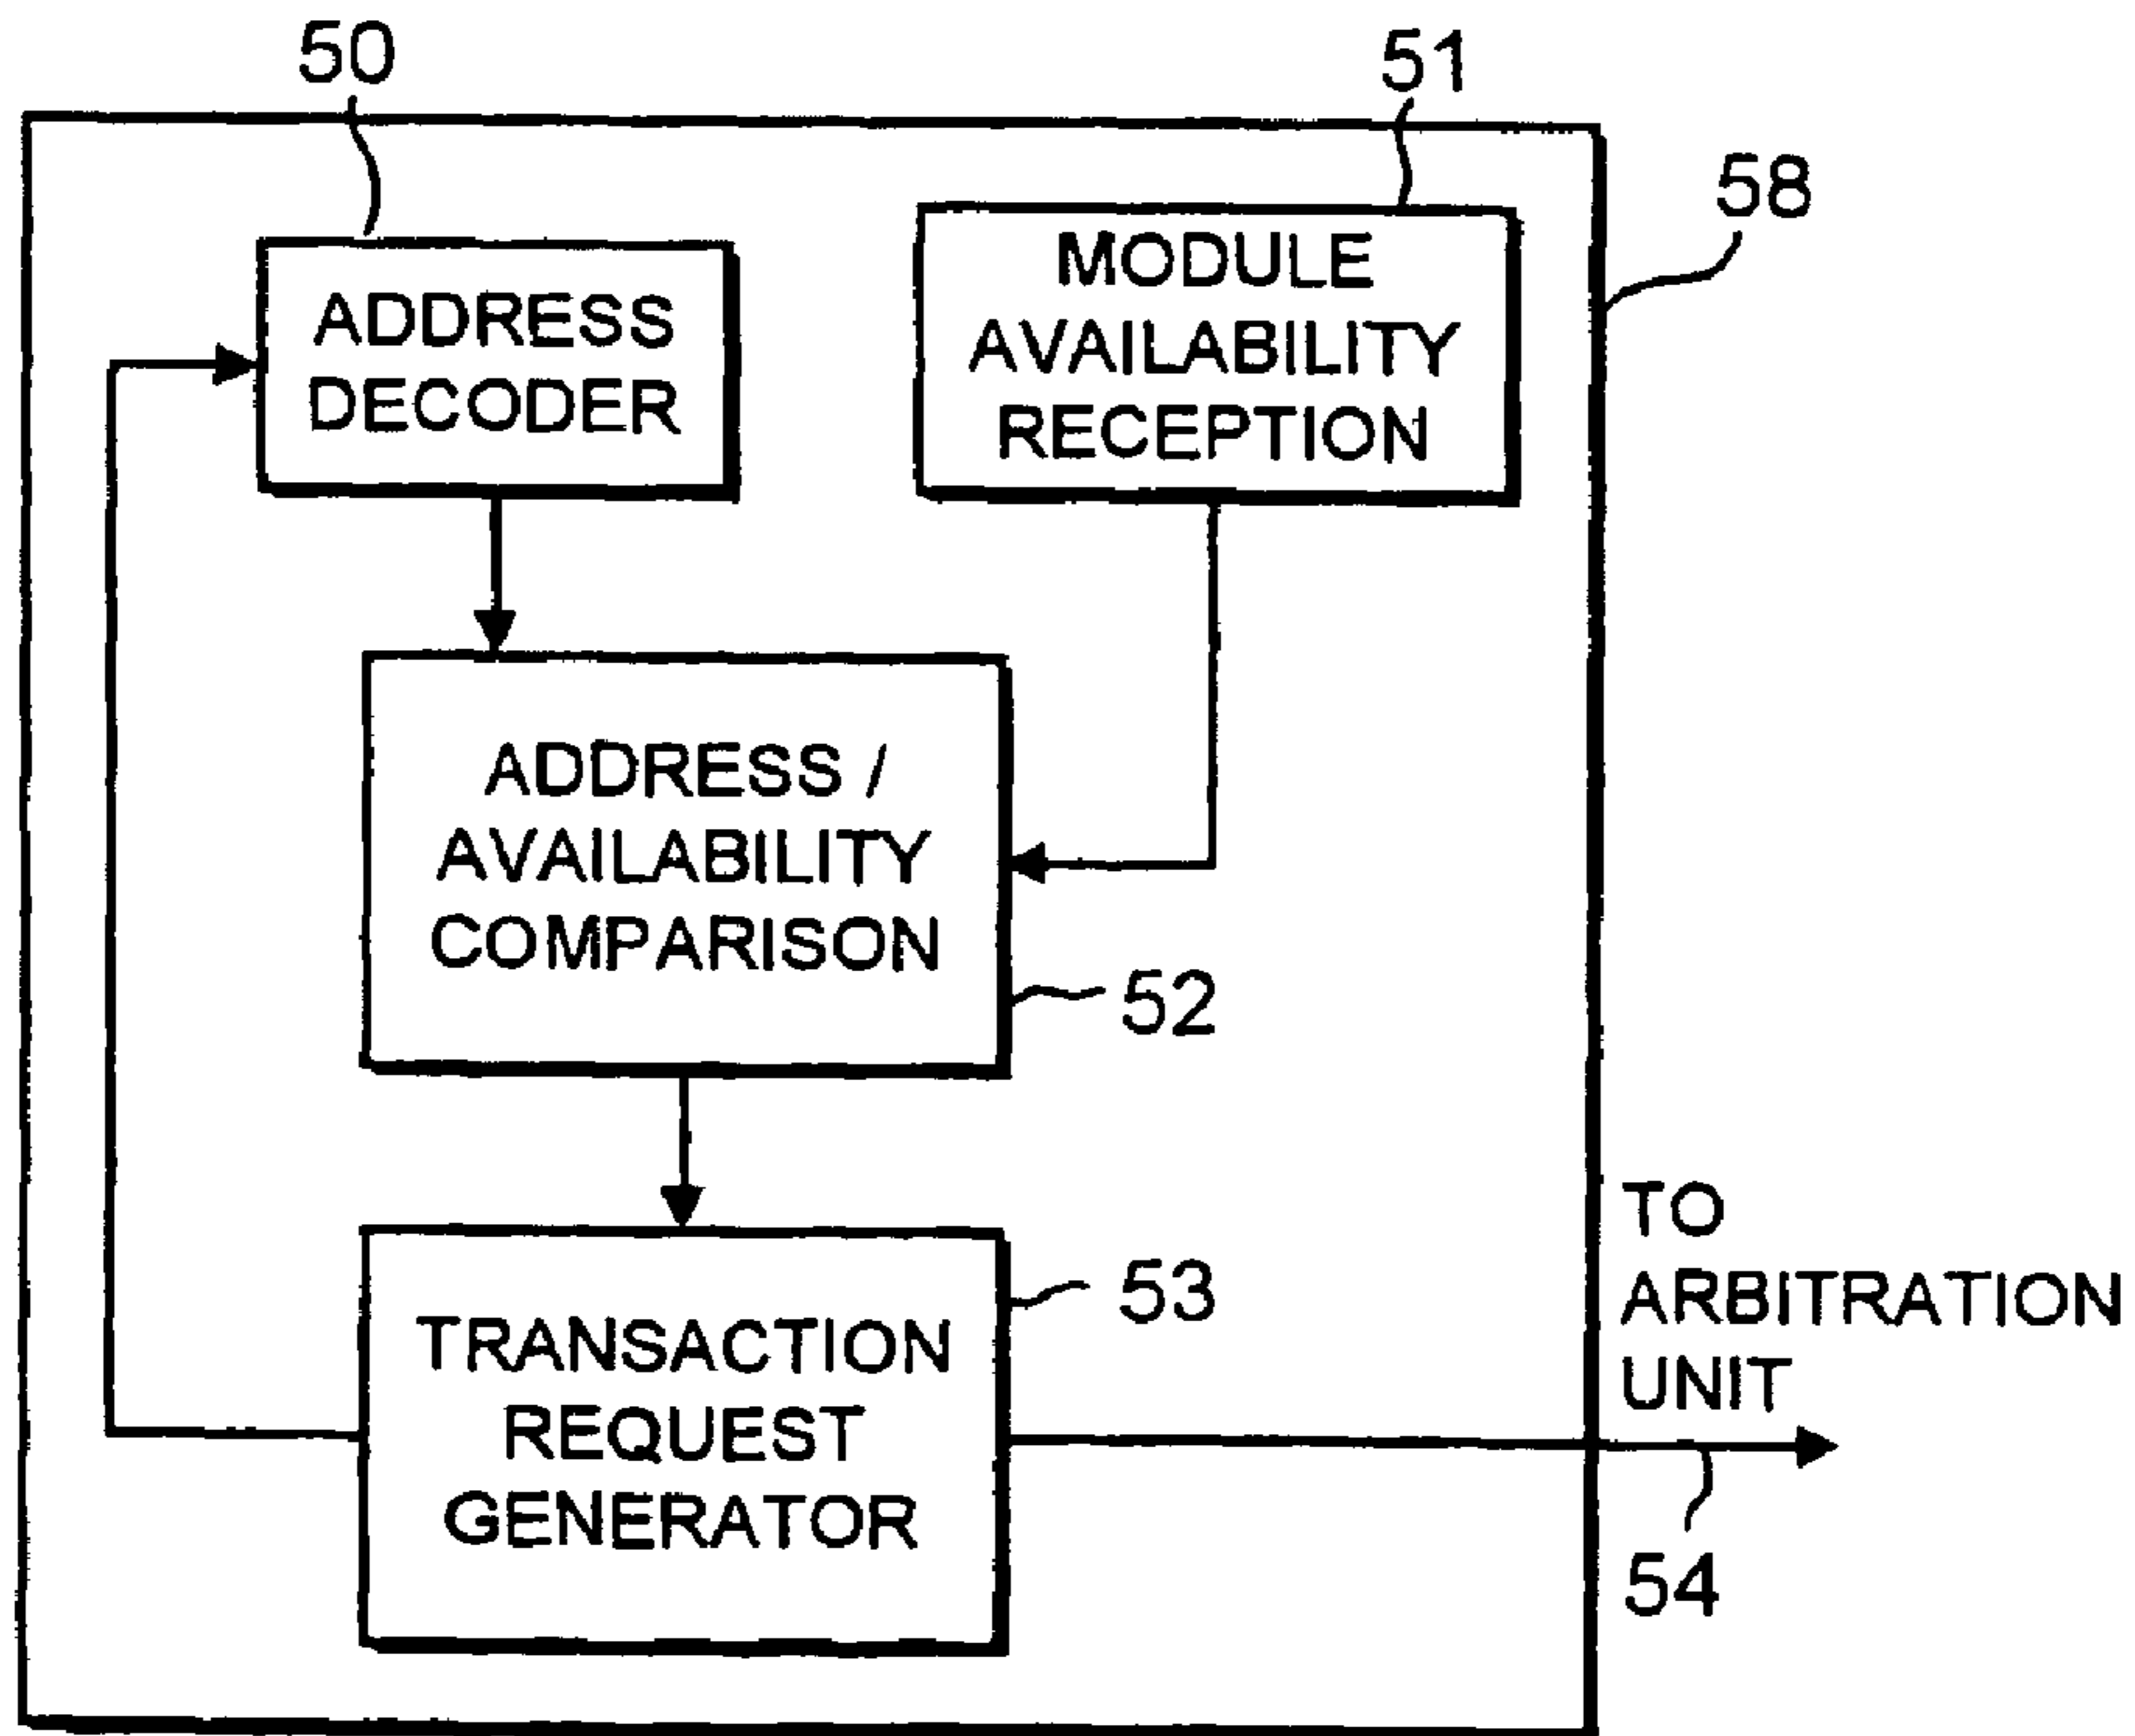 50
51
58
ADDRESS
DECODER
MODULE
AVAILABILITY
RECEPTION
ADDRESS /
AVAILABILITY
COMPARISON
52
53
TRANSACTION
REQUEST
GENERATOR
TO
ARBITRATION
UNIT
54